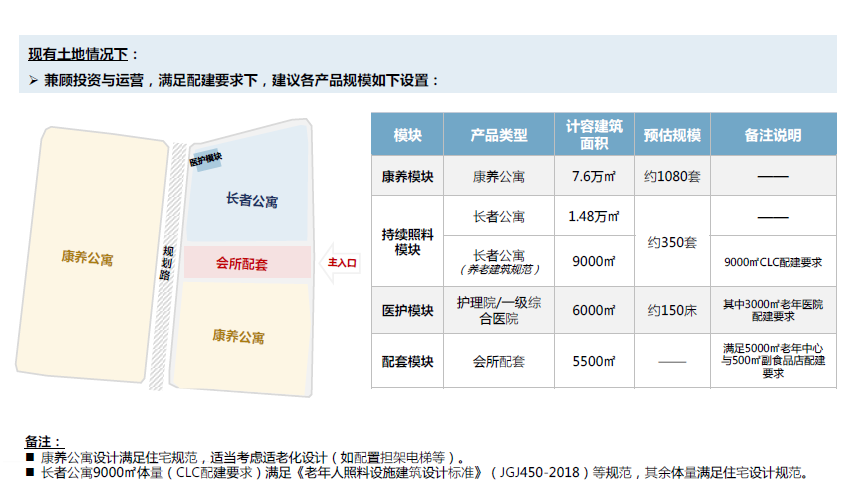 现有土地情况下：
➢ 兼顾投资与运营，满足配建要求下，建议各产品规模如下设置：
医护模块
长者公寓
康养公寓
规划路
会所配套
主入口
康养公寓
模块 产品类型 计容建筑面积 预估规模 备注说明
康养模块 康养公寓 7.6万㎡ 约1080套 ——
持续照料模块 长者公寓 1.48万㎡ 约350套 ——
长者公寓
（养老建筑规范） 9000㎡ 9000㎡CLC配建要求
医护模块 护理院/一级综合医院 6000㎡ 约150床 其中3000㎡老年医院配建要求
配套模块 会所配套 5500㎡ —— 满足5000㎡老年中心与500㎡副食品店配建要求
备注：
■ 康养公寓设计满足住宅规范，适当考虑适老化设计（如配置担架电梯等）。
■ 长者公寓9000㎡体量（CLC配建要求）满足《老年人照料设施建筑设计标准》（JGJ450-2018）等规范，其余体量满足住宅设计规范。